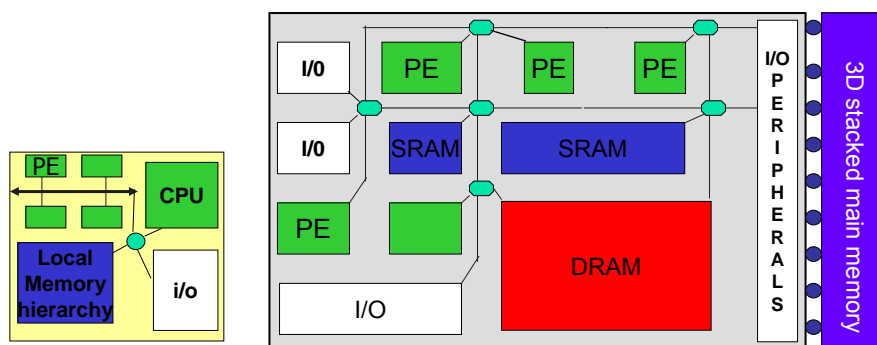 PE
CPU
Local
Memory
hierarchy
i/o
I/0
PE
PE
PE
I/0
SRAM
SRAM
PE
DRAM
I/O
I/O
P
E
R
I
P
H
E
R
A
L
S
3D stacked main memory